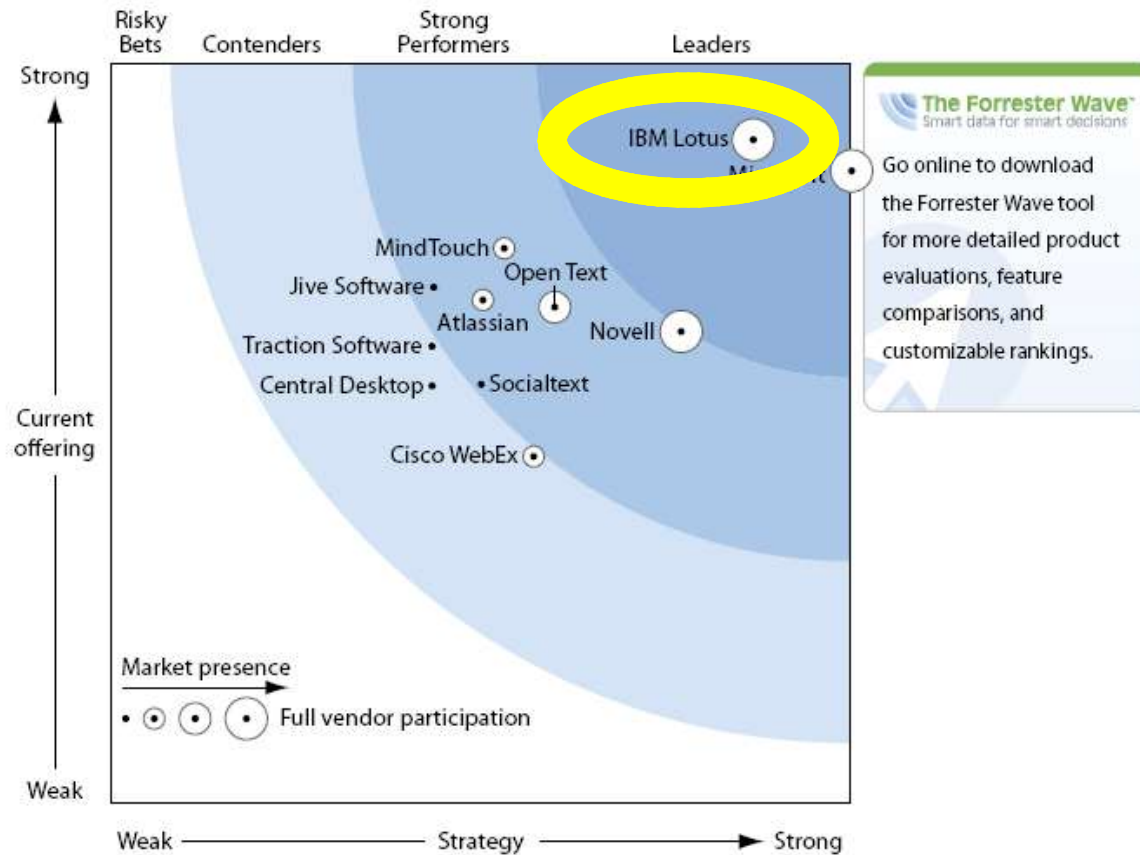 Risky
Bets
Contenders
Strong
Performers
Leaders
Strong
The Forrester Wave™
Smart data for smart decisions
IBM Lotus
Go online to download
the Forrester Wave tool
for more detailed product
evaluations, feature
comparisons, and
customizable rankings.
MindTouch
Open Text
Jive Software
Atlassian
Novell
Traction Software
Central Desktop
Socialtext
Current
offering
Cisco WebEx
Market presence
Full vendor participation
Weak
Weak
Strategy
Strong